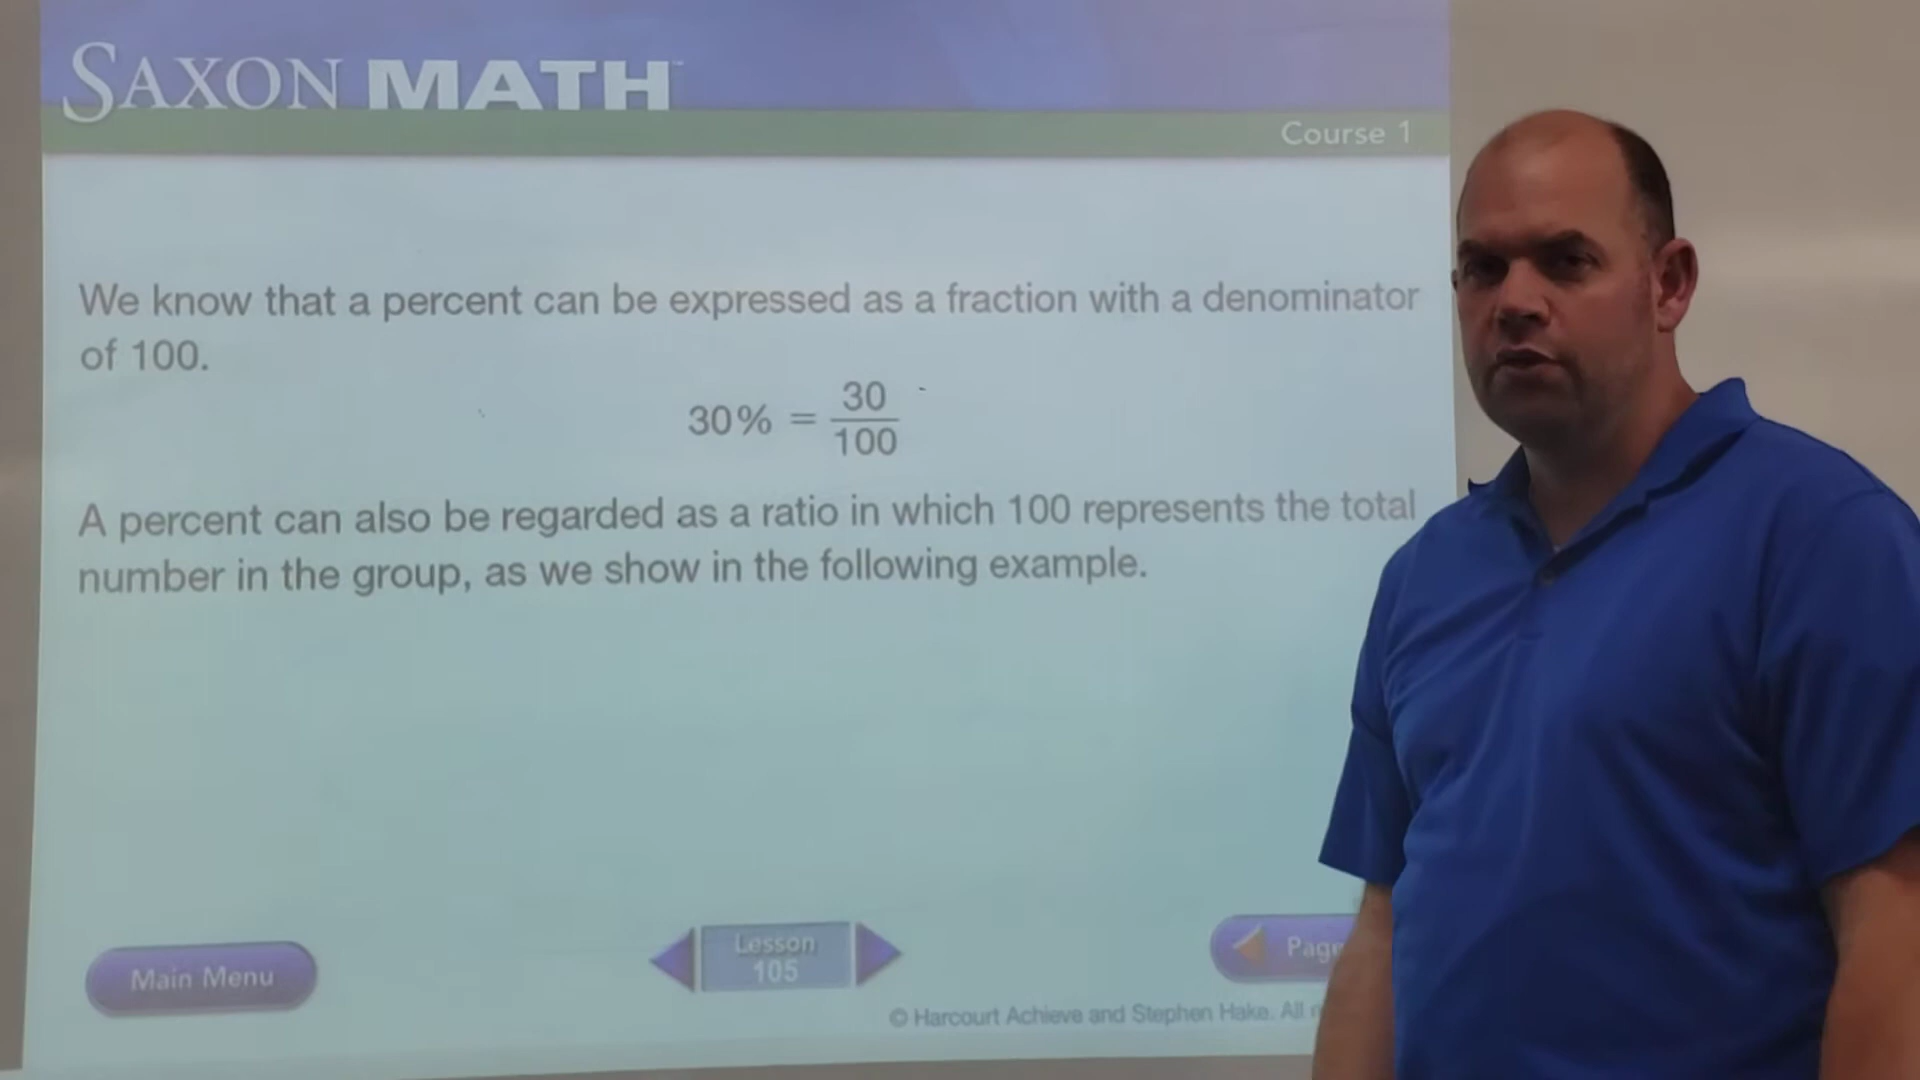 SAXON MATH™
Course 1
We know that a percent can be expressed as a fraction with a denominator
of 100.
30% = 30/100
A percent can also be regarded as a ratio in which 100 represents the total
number in the group, as we show in the following example.
Main Menu
Lesson
105
Page
© Harcourt Achieve and Stephen Hake. All